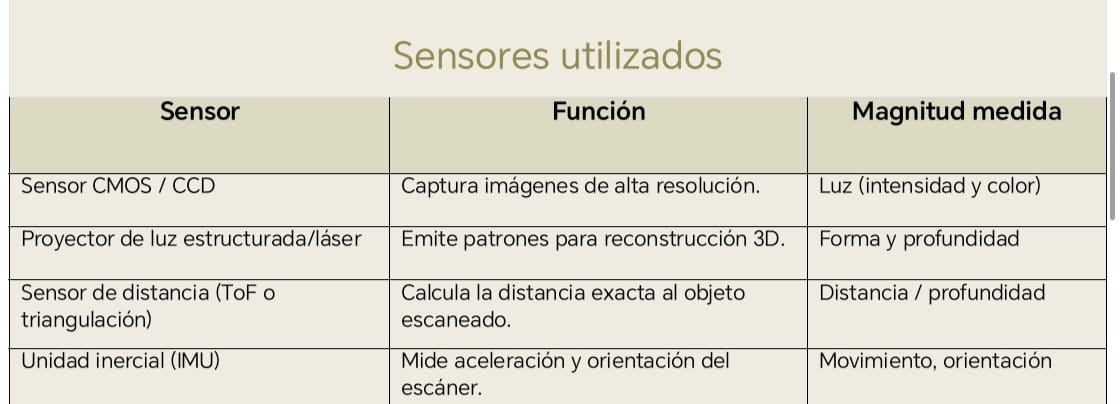 Sensores utilizados
Sensor Función Magnitud medida
Sensor CMOS / CCD Captura imágenes de alta resolución. Luz (intensidad y color)
Proyector de luz estructurada/láser Emite patrones para reconstrucción 3D. Forma y profundidad
Sensor de distancia (ToF o Calcula la distancia exacta al objeto Distancia / profundidad
triangulación) escaneado.
Unidad inercial (IMU) Mide aceleración y orientación del Movimiento, orientación
escáner.